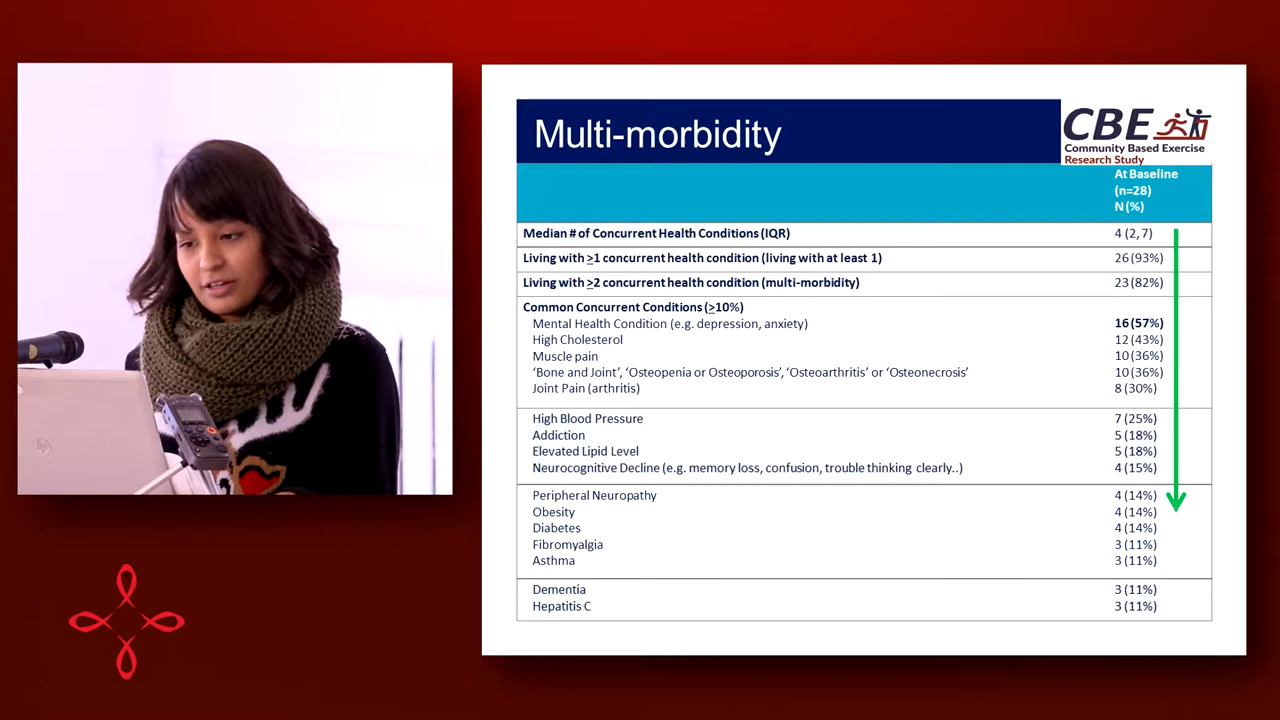 Multi-morbidity
CBE
Community Based Exercise
Research Study
At Baseline
(n=28)
N (%)
Median # of Concurrent Health Conditions (IQR) 4 (2, 7)
Living with ≥1 concurrent health condition (living with at least 1) 26 (93%)
Living with ≥2 concurrent health condition (multi-morbidity) 23 (82%)
Common Concurrent Conditions (≥10%)
Mental Health Condition (e.g. depression, anxiety) 16 (57%)
High Cholesterol 12 (43%)
Muscle pain 10 (36%)
‘Bone and Joint’, ‘Osteopenia or Osteoporosis’, ‘Osteoarthritis’ or ‘Osteonecrosis’ 10 (36%)
Joint Pain (arthritis) 8 (30%)
High Blood Pressure 7 (25%)
Addiction 5 (18%)
Elevated Lipid Level 5 (18%)
Neurocognitive Decline (e.g. memory loss, confusion, trouble thinking clearly..) 4 (15%)
Peripheral Neuropathy 4 (14%)
Obesity 4 (14%)
Diabetes 4 (14%)
Fibromyalgia 3 (11%)
Asthma 3 (11%)
Dementia 3 (11%)
Hepatitis C 3 (11%)
hp